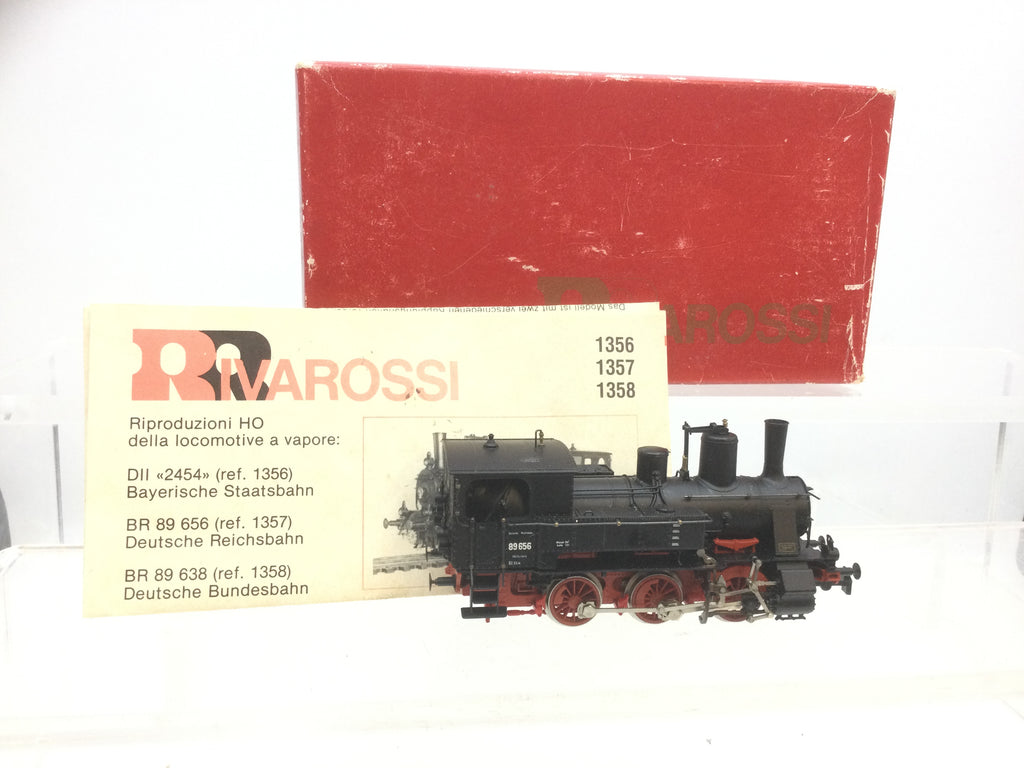 RIVAROSSI
Das Modell ist mit zwei verschiedenen
RIVAROSSI
1356
1357
1358
Riproduzioni HO
della locomotive a vapore:
DII «2454» (ref. 1356)
Bayerische Staatsbahn
BR 89 656 (ref. 1357)
Deutsche Reichsbahn
BR 89 638 (ref. 1358)
Deutsche Bundesbahn
89 656